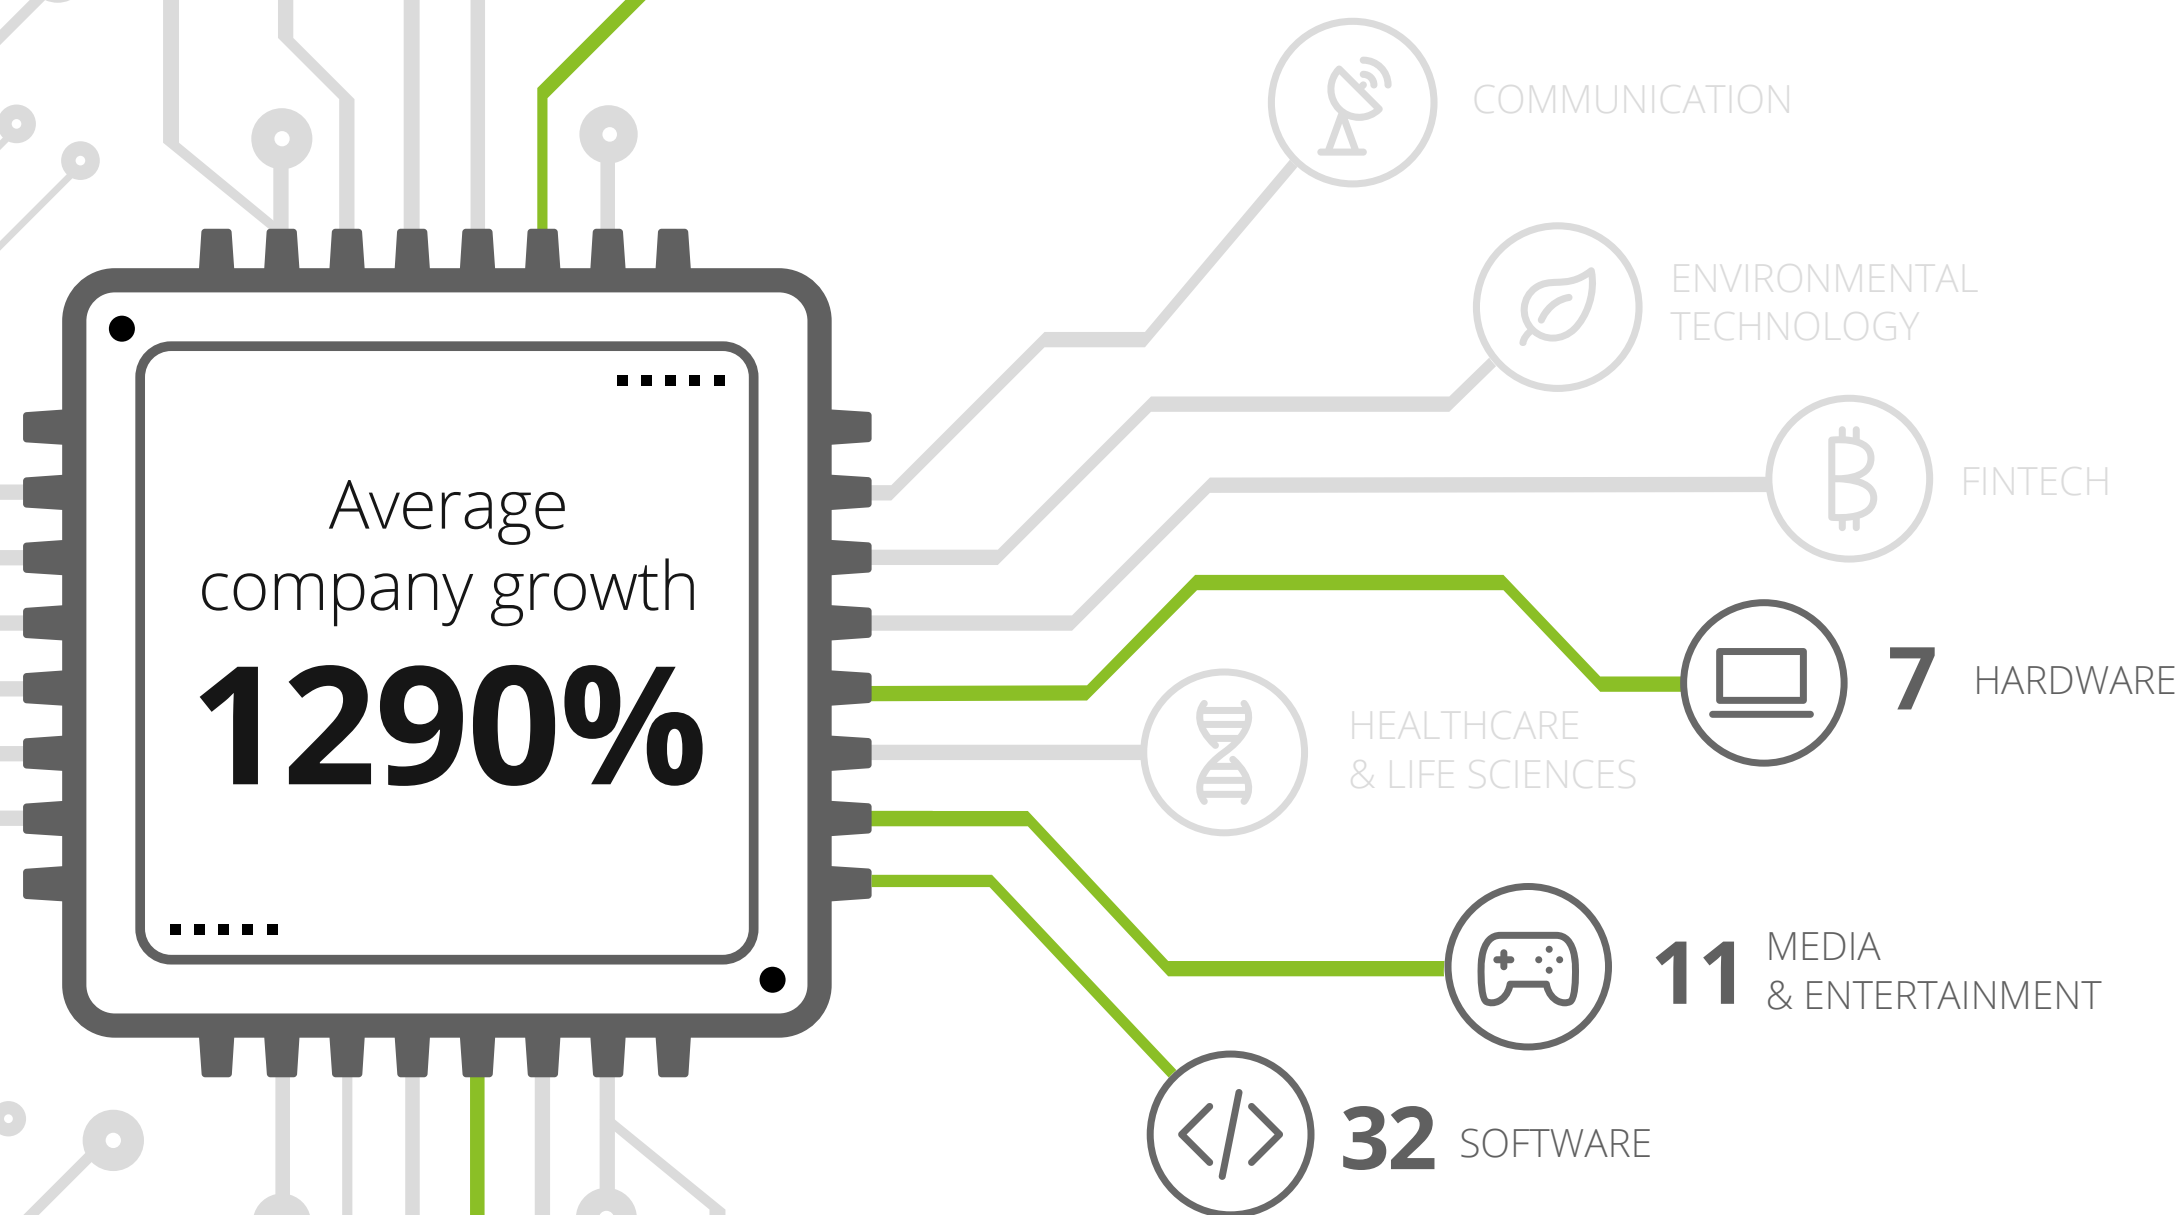 Average
company growth
1290%
COMMUNICATION
ENVIRONMENTAL
TECHNOLOGY
FINTECH
7 HARDWARE
HEALTHCARE
& LIFE SCIENCES
11 MEDIA
& ENTERTAINMENT
32 SOFTWARE